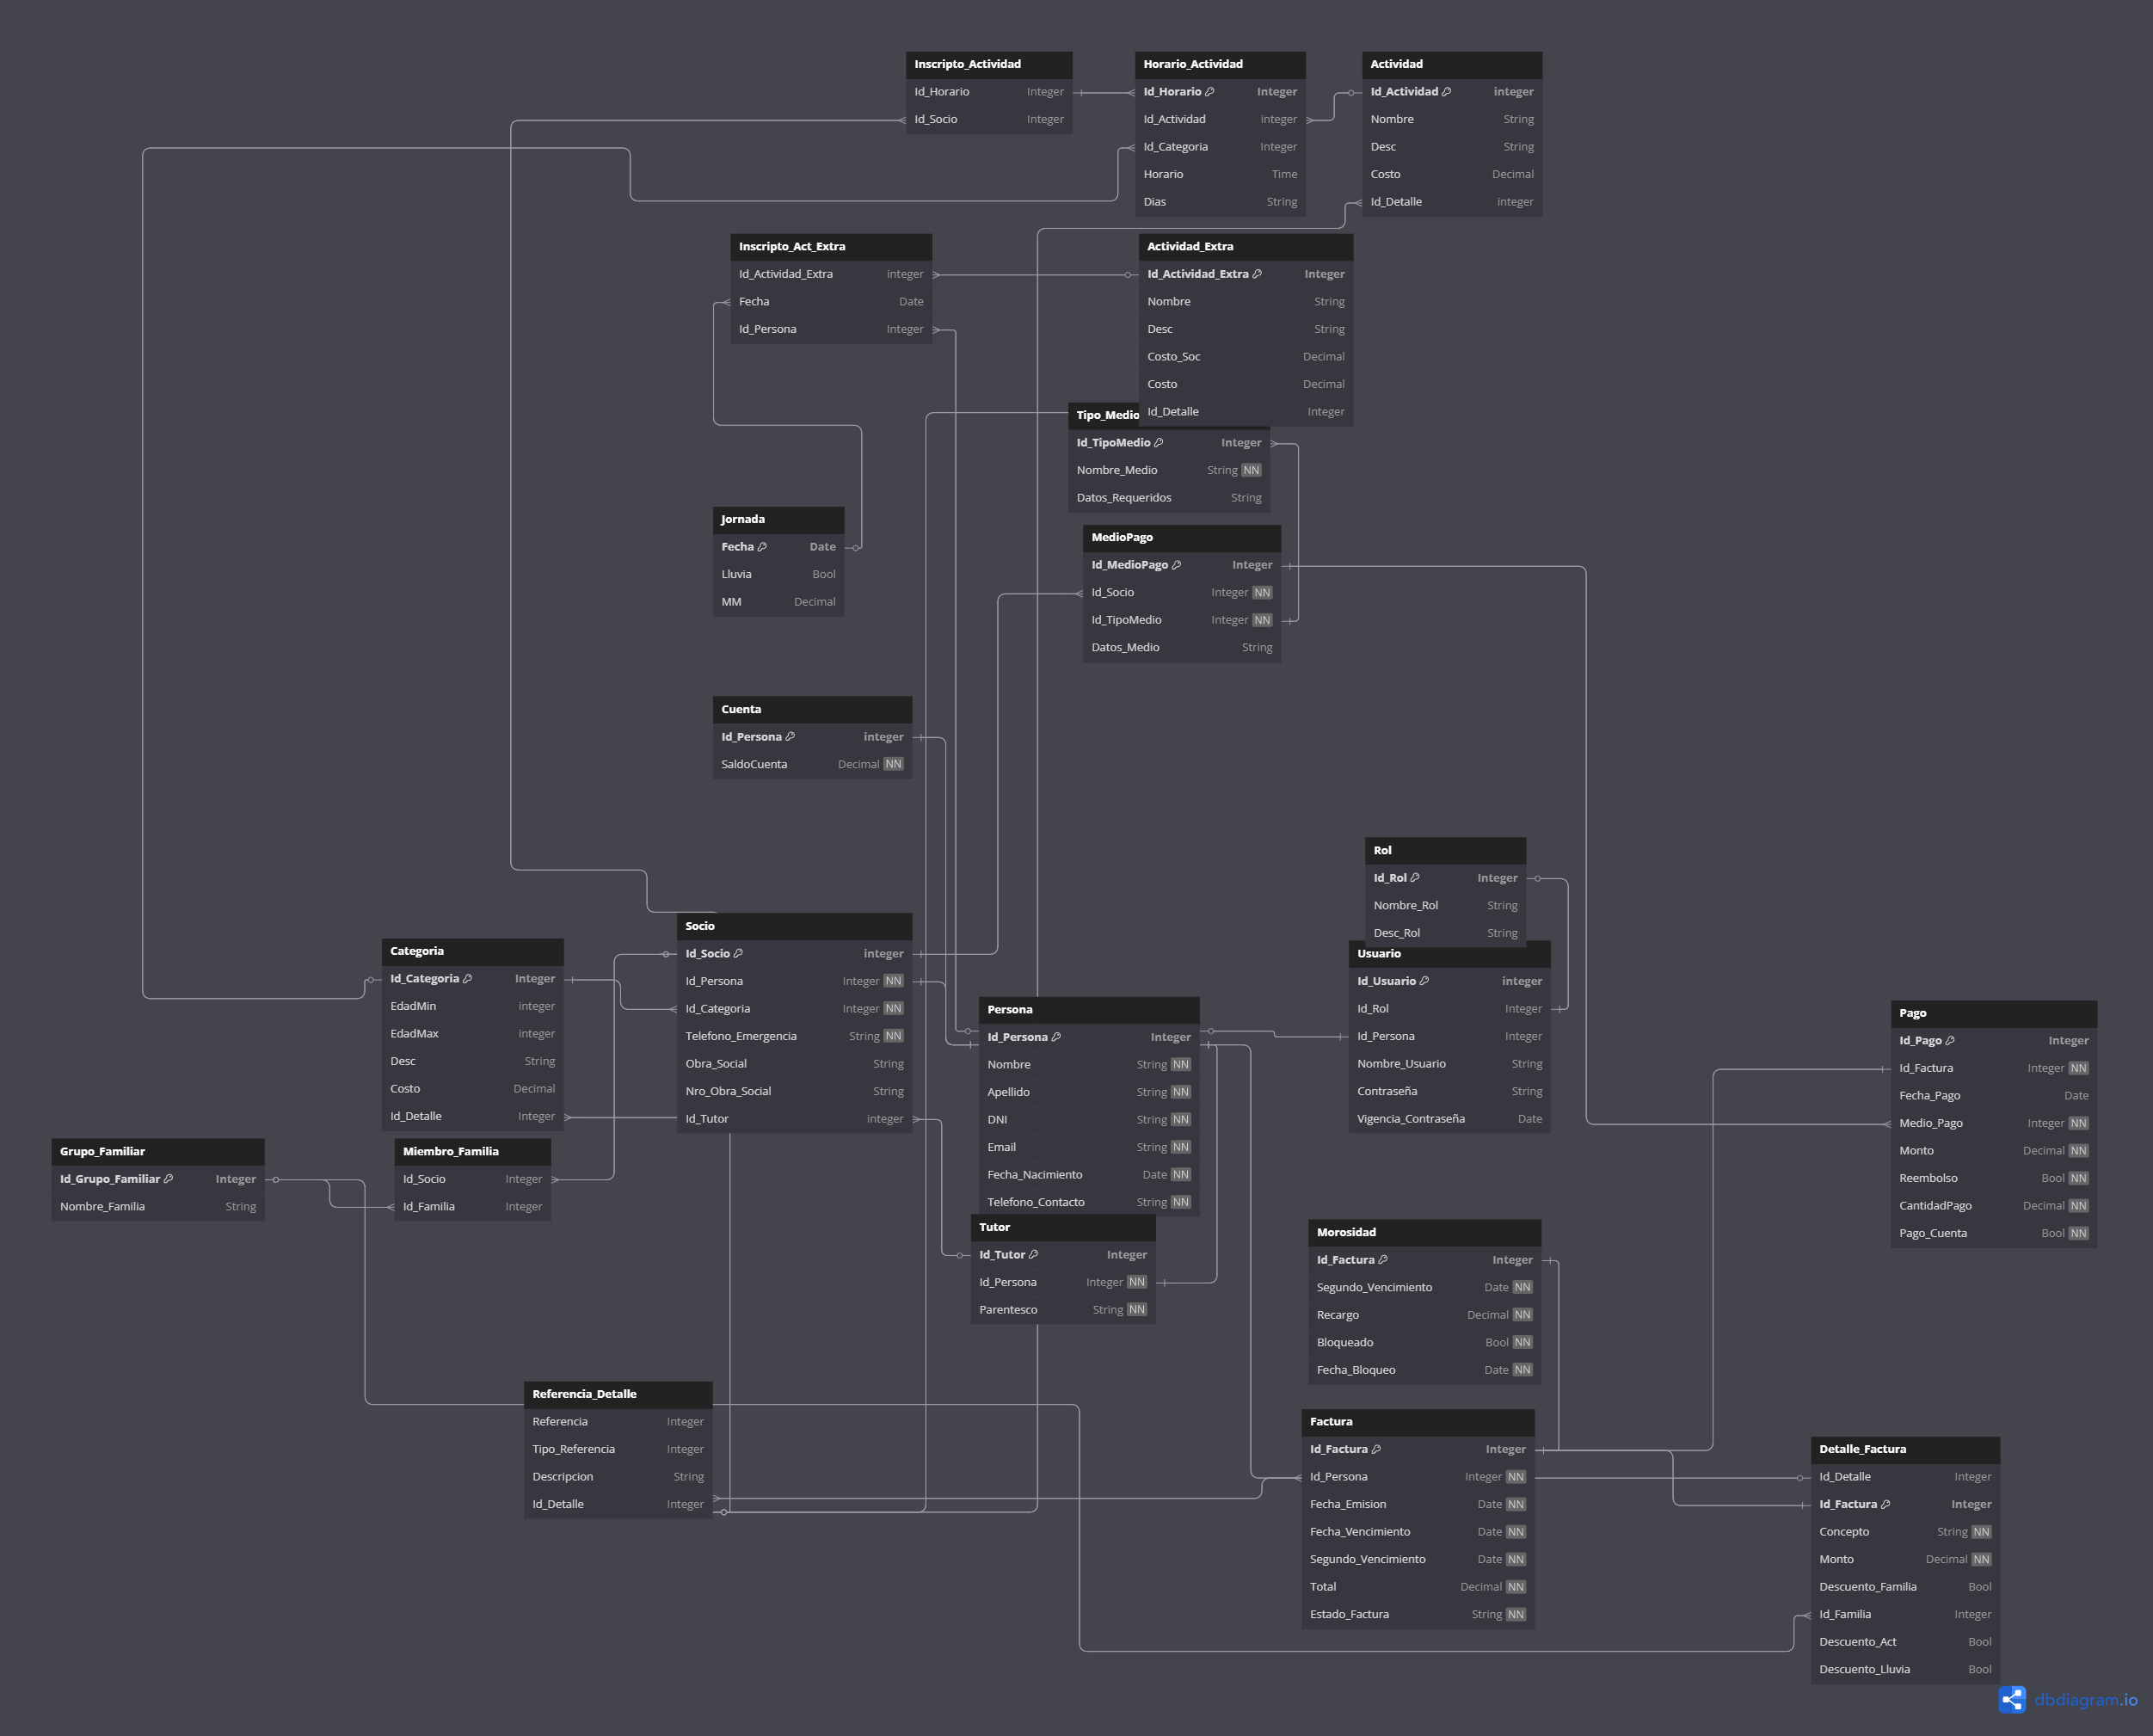 Inscripto_Actividad
Id_Horario Integer
Id_Socio Integer
Horario_Actividad
Id_Horario Integer
Id_Actividad integer
Id_Categoria Integer
Horario Time
Dias String
Actividad
Id_Actividad integer
Nombre String
Desc String
Costo Decimal
Id_Detalle integer
Inscripto_Act_Extra
Id_Actividad_Extra integer
Fecha Date
Id_Persona Integer
Actividad_Extra
Id_Actividad_Extra Integer
Nombre String
Desc String
Costo_Soc Decimal
Costo Decimal
Id_Detalle Integer
Tipo_Medio
Id_TipoMedio Integer
Nombre_Medio String NN
Datos_Requeridos String
Jornada
Fecha Date
Lluvia Bool
MM Decimal
MedioPago
Id_MedioPago Integer
Id_Socio Integer NN
Id_TipoMedio Integer NN
Datos_Medio String
Cuenta
Id_Persona integer
SaldoCuenta Decimal NN
Rol
Id_Rol Integer
Nombre_Rol String
Desc_Rol String
Socio
Id_Socio integer
Id_Persona Integer NN
Id_Categoria Integer NN
Telefono_Emergencia String NN
Obra_Social String
Nro_Obra_Social String
Id_Tutor integer
Categoria
Id_Categoria Integer
EdadMin integer
EdadMax integer
Desc String
Costo Decimal
Id_Detalle Integer
Usuario
Id_Usuario integer
Id_Rol Integer
Id_Persona Integer
Nombre_Usuario String
Contraseña String
Vigencia_Contraseña Date
Persona
Id_Persona Integer
Nombre String NN
Apellido String NN
DNI String NN
Email String NN
Fecha_Nacimiento Date NN
Telefono_Contacto String NN
Pago
Id_Pago Integer
Id_Factura Integer NN
Fecha_Pago Date
Medio_Pago Integer NN
Monto Decimal NN
Reembolso Bool NN
CantidadPago Decimal NN
Pago_Cuenta Bool NN
Grupo_Familiar
Id_Grupo_Familiar Integer
Nombre_Familia String
Miembro_Familia
Id_Socio Integer
Id_Familia Integer
Tutor
Id_Tutor Integer
Id_Persona Integer NN
Parentesco String NN
Morosidad
Id_Factura Integer
Segundo_Vencimiento Date NN
Recargo Decimal NN
Bloqueado Bool NN
Fecha_Bloqueo Date NN
Referencia_Detalle
Referencia Integer
Tipo_Referencia Integer
Descripcion String
Id_Detalle Integer
Factura
Id_Factura Integer
Id_Persona Integer NN
Fecha_Emision Date NN
Fecha_Vencimiento Date NN
Segundo_Vencimiento Date NN
Total Decimal NN
Estado_Factura String NN
Detalle_Factura
Id_Detalle Integer
Id_Factura Integer
Concepto String NN
Monto Decimal NN
Descuento_Familia Bool
Id_Familia Integer
Descuento_Act Bool
Descuento_Lluvia Bool
dbdiagram.io